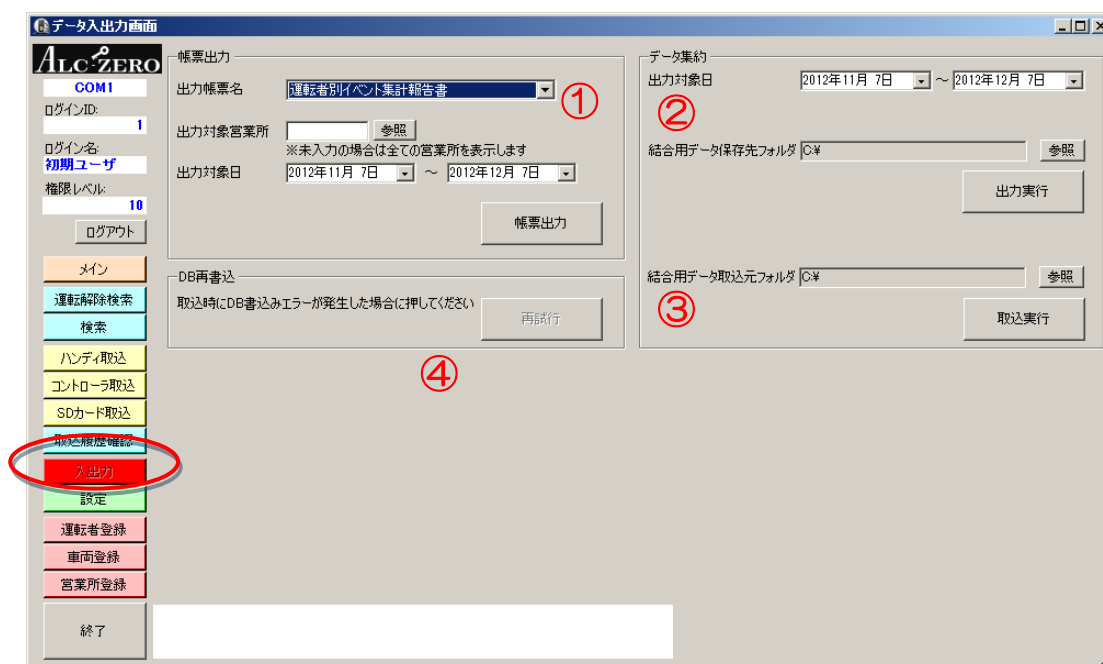 データ入出力画面
ALC-ZERO
COM1
ログインID:
1
ログイン名:
初期ユーザ
権限レベル:
10
ログアウト
メイン
運転解除検索
検索
ハンディ取込
コントローラ取込
SDカード取込
取込履歴確認
入出力
設定
運転者登録
車両登録
営業所登録
終了
帳票出力
出力帳票名 運転者別イベント集計報告書
①
出力対象営業所 参照
※未入力の場合は全ての営業所を表示します
出力対象日 2012年11月 7日 ～ 2012年12月 7日
帳票出力
DB再書込
取込時にDB書込みエラーが発生した場合に押してください
再試行
④
データ集約
出力対象日 2012年11月 7日 ～ 2012年12月 7日
②
結合用データ保存先フォルダ C:¥ 参照
出力実行
結合用データ取込元フォルダ C:¥ 参照
③
取込実行